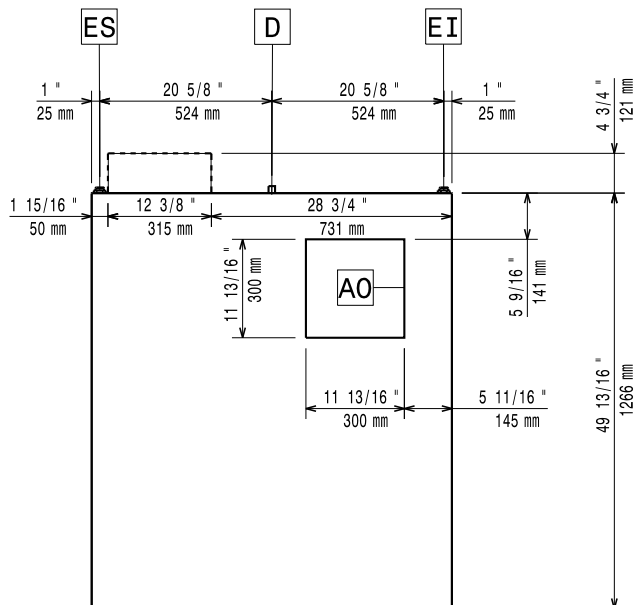 ES
D
EI
1 "
25 mm
20 5/8 "
524 mm
20 5/8 "
524 mm
1 "
25 mm
4 3/4 "
121 mm
1 15/16 "
50 mm
12 3/8 "
315 mm
28 3/4 "
731 mm
11 13/16 "
300 mm
AO
5 9/16 "
141 mm
11 13/16 "
300 mm
5 11/16 "
145 mm
49 13/16 "
1266 mm